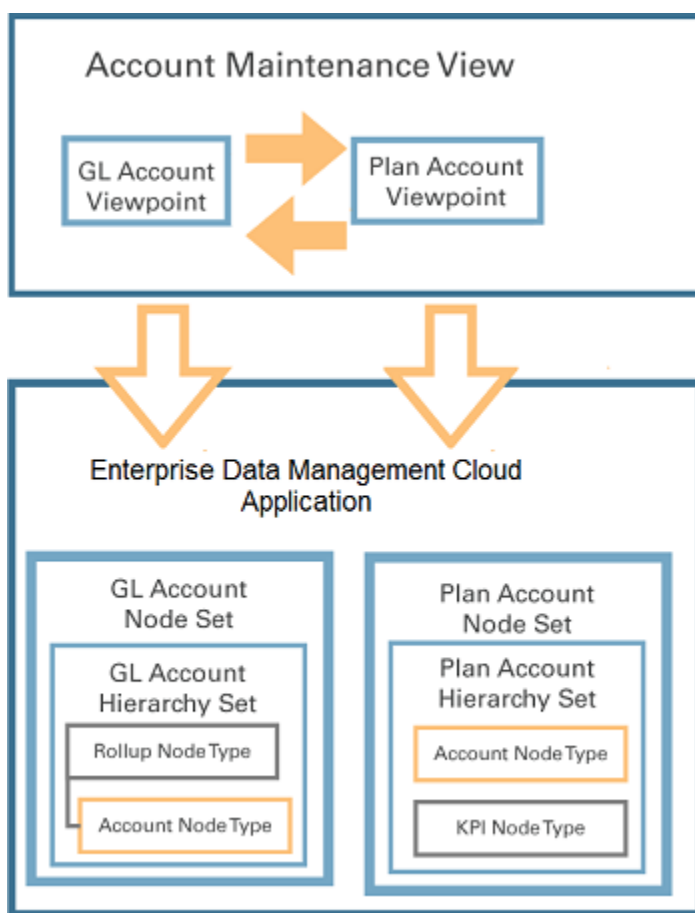 Account Maintenance View
GL Account
Viewpoint
Plan Account
Viewpoint
Enterprise Data Management Cloud
Application
GL Account
Node Set
GL Account
Hierarchy Set
Rollup Node Type
Account Node Type
Plan Account
Node Set
Plan Account
Hierarchy Set
Account Node Type
KPI Node Type